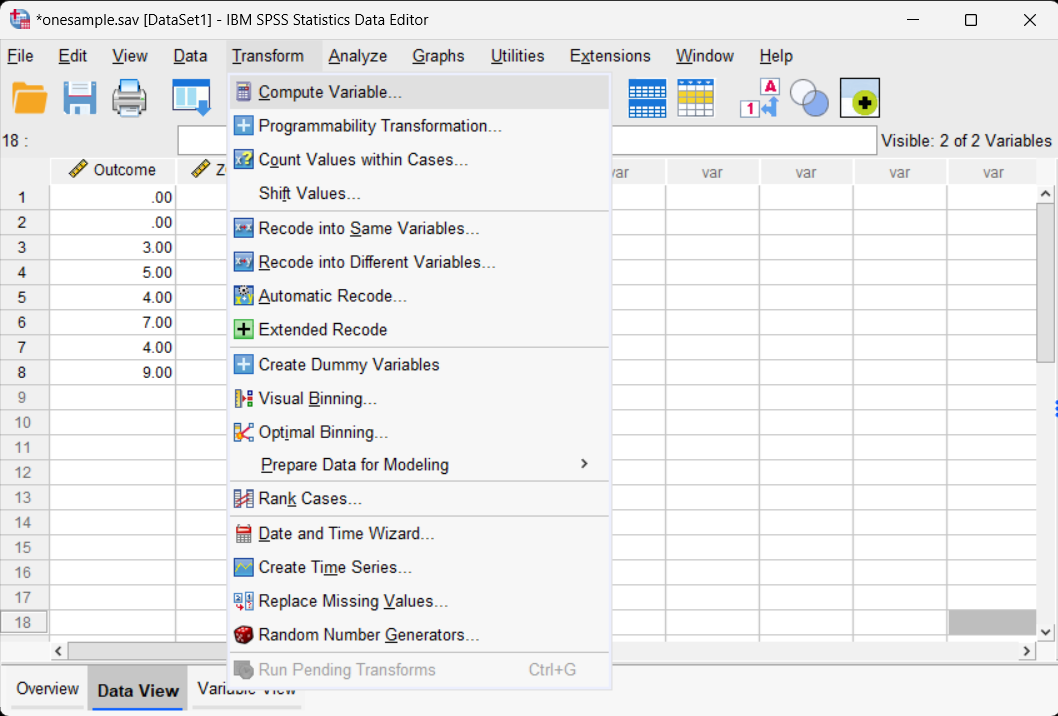 *onesample.sav [DataSet1] - IBM SPSS Statistics Data Editor
File Edit View Data Transform Analyze Graphs Utilities Extensions Window Help
A
1
18 :
Visible: 2 of 2 Variables
Outcome
var var var var
1 .00
2 .00
3 3.00
4 5.00
5 4.00
6 7.00
7 4.00
8 9.00
9
10
11
12
13
14
15
16
17
18
Compute Variable...
Programmability Transformation...
Count Values within Cases...
Shift Values...
Recode into Same Variables...
Recode into Different Variables...
Automatic Recode...
Extended Recode
Create Dummy Variables
Visual Binning...
Optimal Binning...
Prepare Data for Modeling
Rank Cases...
Date and Time Wizard...
Create Time Series...
Replace Missing Values...
Random Number Generators...
Run Pending Transforms Ctrl+G
Overview Data View Variable View